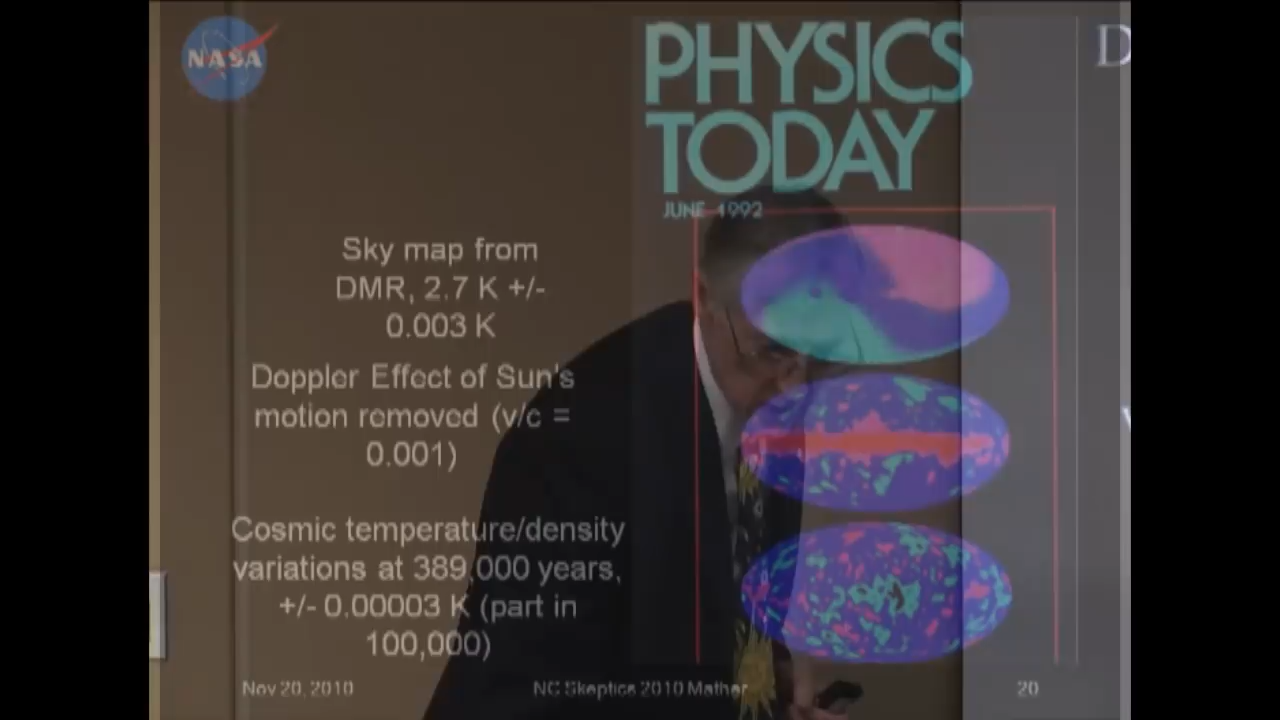 NASA
PHYSICS
TODAY
JUNE 1992
Sky map from
DMR, 2.7 K +/-
0.003 K
Doppler Effect of Sun's
motion removed (v/c =
0.001)
Cosmic temperature/density
variations at 389,000 years,
+/- 0.00003 K (part in
100,000)
Nov 20, 2010
NC Skeptics 2010 Mather
20
D